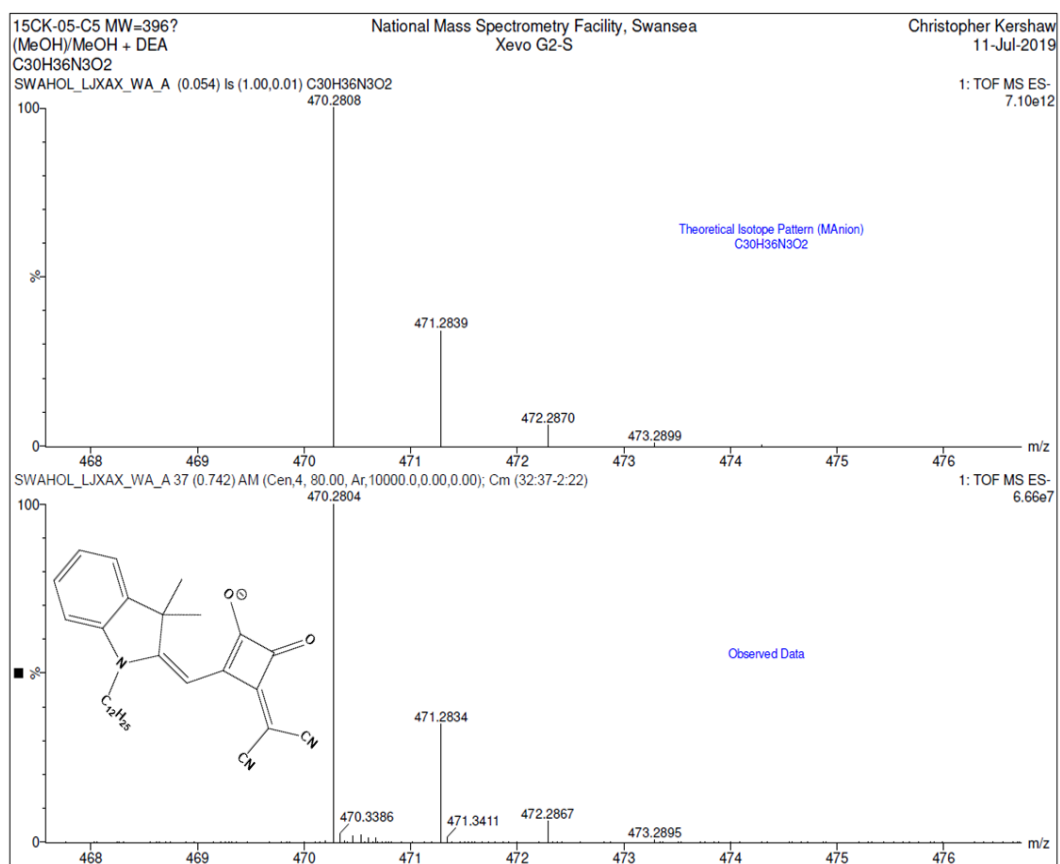 15CK-05-C5 MW=396? National Mass Spectrometry Facility, Swansea Christopher Kershaw
(MeOH)/MeOH + DEA Xevo G2-S 11-Jul-2019
C30H36N3O2
SWAHOL_LJXAX_WA_A (0.054) Is (1.00,0.01) C30H36N3O2 1: TOF MS ES-
7.10e12
100
470.2808
Theoretical Isotope Pattern (MAnion)
C30H36N3O2
%
471.2839
472.2870
473.2899
0
m/z
468 469 470 471 472 473 474 475 476
SWAHOL_LJXAX_WA_A 37 (0.742) AM (Cen,4, 80.00, Ar,10000.0,0.00,0.00); Cm (32:37-2:22) 1: TOF MS ES-
6.66e7
100
470.2804
O⊖
O
N
C12H25
CN
CN
Observed Data
%
471.2834
470.3386
471.3411
472.2867
473.2895
0
m/z
468 469 470 471 472 473 474 475 476